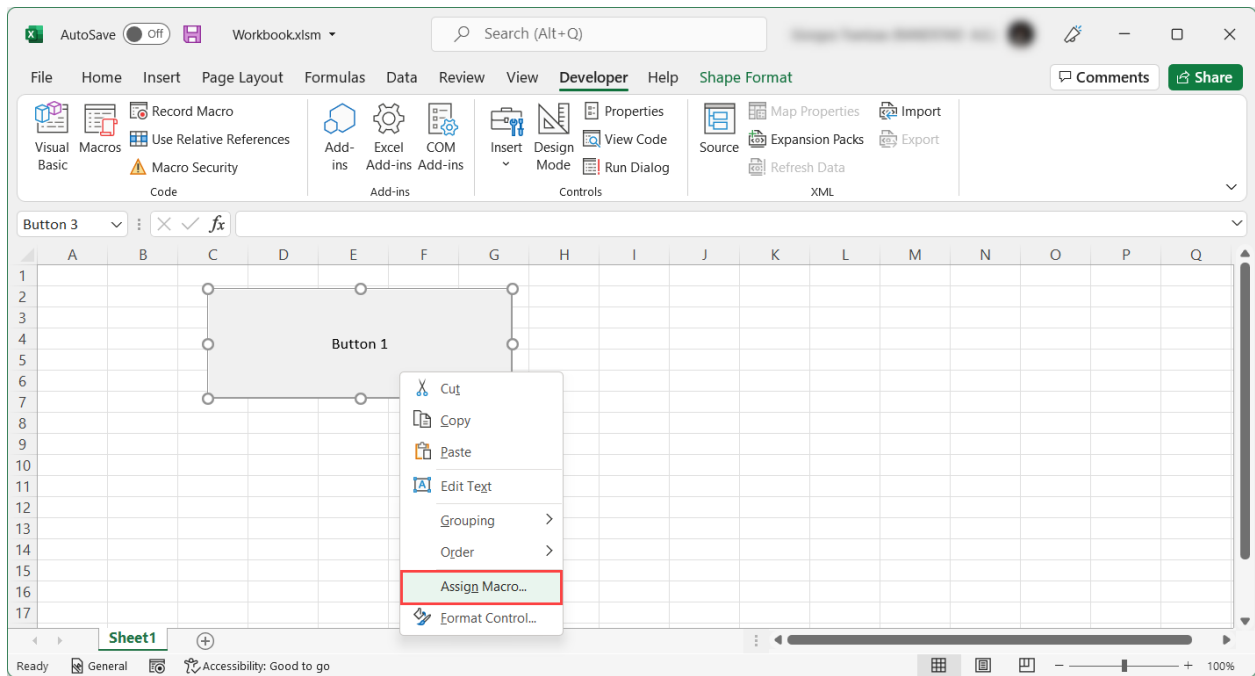 AutoSave Off Workbook.xlsm Search (Alt+Q)
File Home Insert Page Layout Formulas Data Review View Developer Help Shape Format Comments Share
Visual Basic
Macros
Record Macro
Use Relative References
Macro Security
Code
Add-ins
Excel Add-ins
COM Add-ins
Add-ins
Insert
Design Mode
Properties
View Code
Run Dialog
Controls
Source
Map Properties
Expansion Packs
Refresh Data
Import
Export
XML
Button 3 fx
A B C D E F G H I J K L M N O P Q
1
2
3
4
5
6
7
8
9
10
11
12
13
14
15
16
17
Button 1
Cut
Copy
Paste
Edit Text
Grouping
Order
Assign Macro...
Format Control...
Sheet1
Ready General Accessibility: Good to go 100%